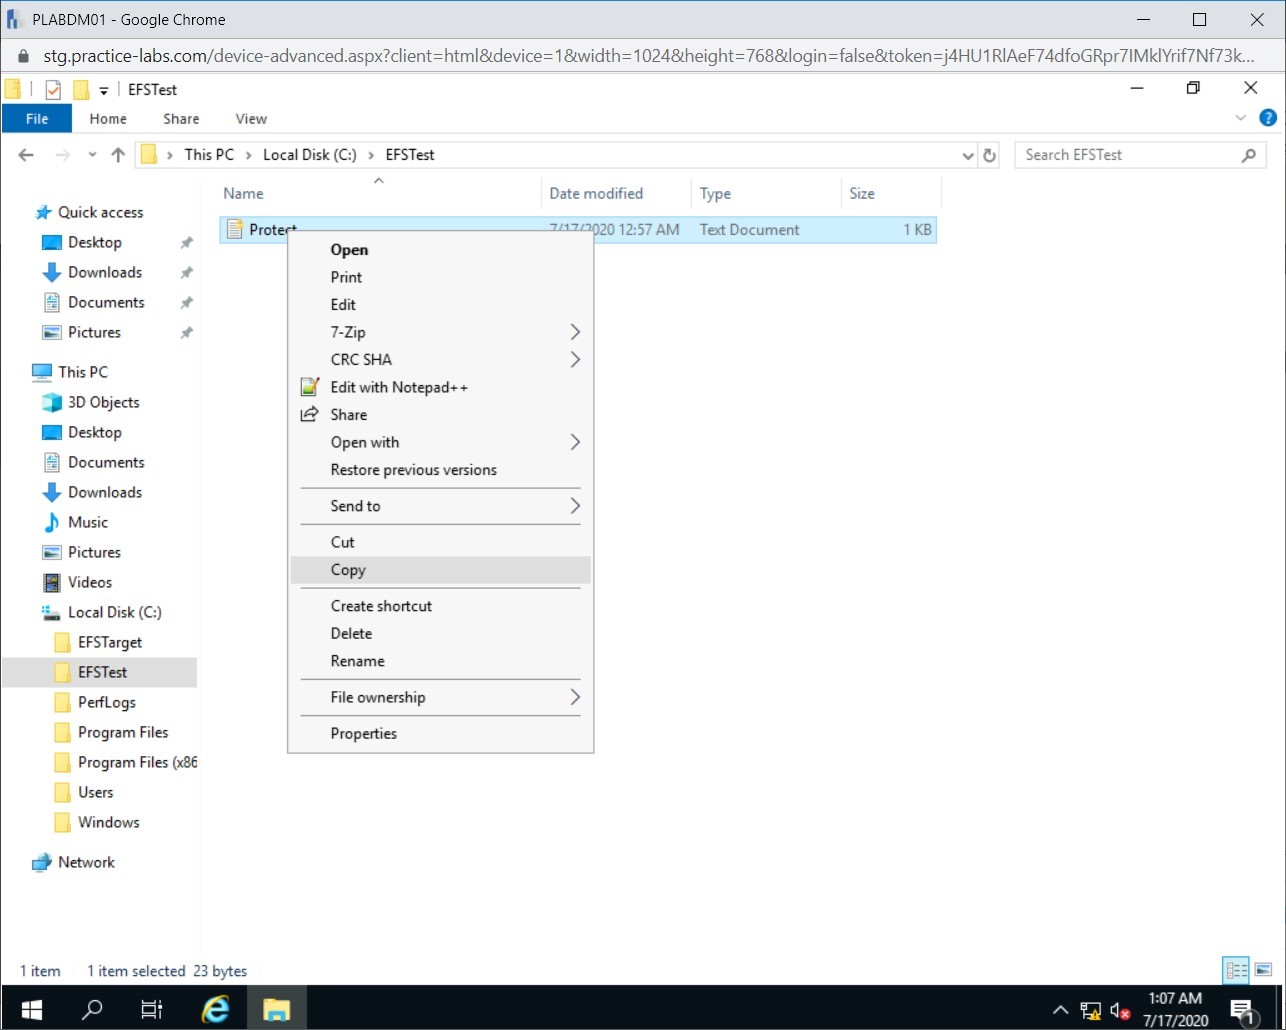 PLABDM01 - Google Chrome
stg.practice-labs.com/device-advanced.aspx?client=html&device=1&width=1024&height=768&login=false&token=j4HU1RlAeF74dfoGRpr7IMklYrif7Nf73k...
EFSTest
File Home Share View
This PC Local Disk (C:) EFSTest Search EFSTest
Name Date modified Type Size
Quick access
Desktop
Downloads
Documents
Pictures
This PC
3D Objects
Desktop
Documents
Downloads
Music
Pictures
Videos
Local Disk (C:)
EFSTarget
EFSTest
PerfLogs
Program Files
Program Files (x86
Users
Windows
Network
Protect 7/17/2020 12:57 AM Text Document 1 KB
Open
Print
Edit
7-Zip
CRC SHA
Edit with Notepad++
Share
Open with
Restore previous versions
Send to
Cut
Copy
Create shortcut
Delete
Rename
File ownership
Properties
1 item 1 item selected 23 bytes
1:07 AM
7/17/2020
1